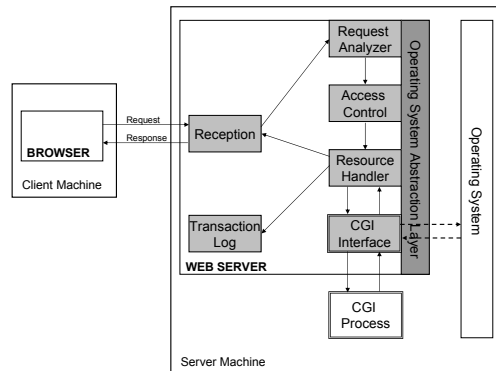 Request
Analyzer
Access
Control
Request
Response
Reception
BROWSER
Client Machine
Resource
Handler
Transaction
Log
CGI
Interface
WEB SERVER
CGI
Process
Server Machine
Operating System Abstraction Layer
Operating System